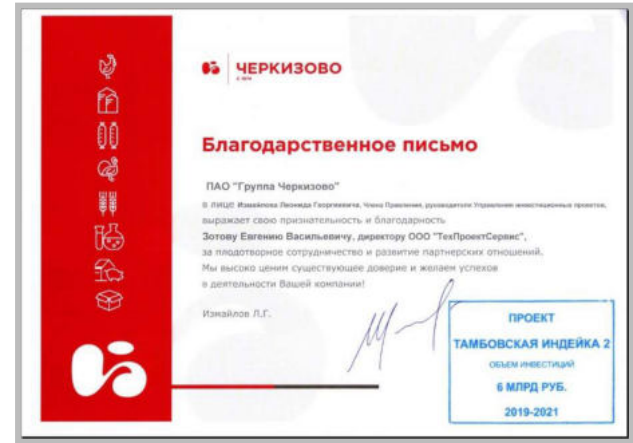 ЧЕРКИЗОВО
Благодарственное письмо
ПАО "Группа Черкизово"
в лице Измайлова Леонида Георгиевича, Члена Правления, руководителя Управления инвестиционных проектов,
выражает свою признательность и благодарность
Зотову Евгению Васильевичу, директору ООО "ТехПроектСервис",
за плодотворное сотрудничество и развитие партнерских отношений.
Мы высоко ценим существующее доверие и желаем успехов
в деятельности Вашей компании!
Измайлов Л.Г.
ПРОЕКТ
ТАМБОВСКАЯ ИНДЕЙКА 2
ОБЪЕМ ИНВЕСТИЦИЙ
6 МЛРД РУБ.
2019-2021